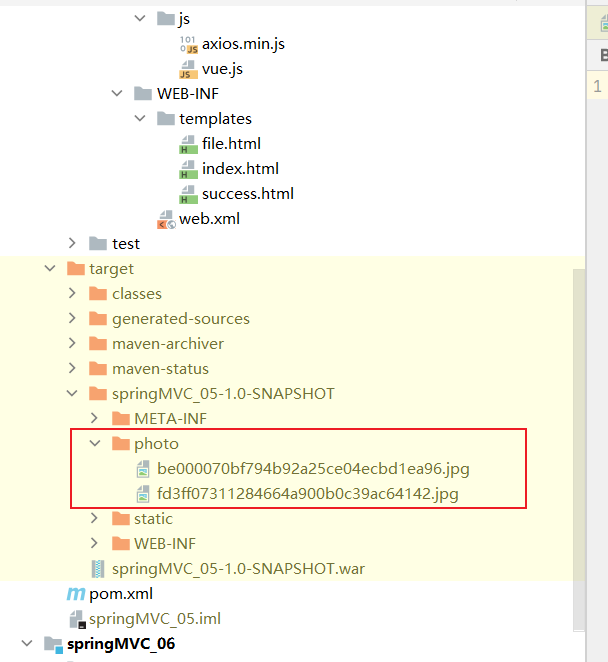 js
axios.min.js
vue.js
WEB-INF
templates
file.html
index.html
success.html
web.xml
test
target
classes
generated-sources
maven-archiver
maven-status
springMVC_05-1.0-SNAPSHOT
META-INF
photo
be000070bf794b92a25ce04ecbd1ea96.jpg
fd3ff07311284664a900b0c39ac64142.jpg
static
WEB-INF
springMVC_05-1.0-SNAPSHOT.war
pom.xml
springMVC_05.iml
springMVC_06
1